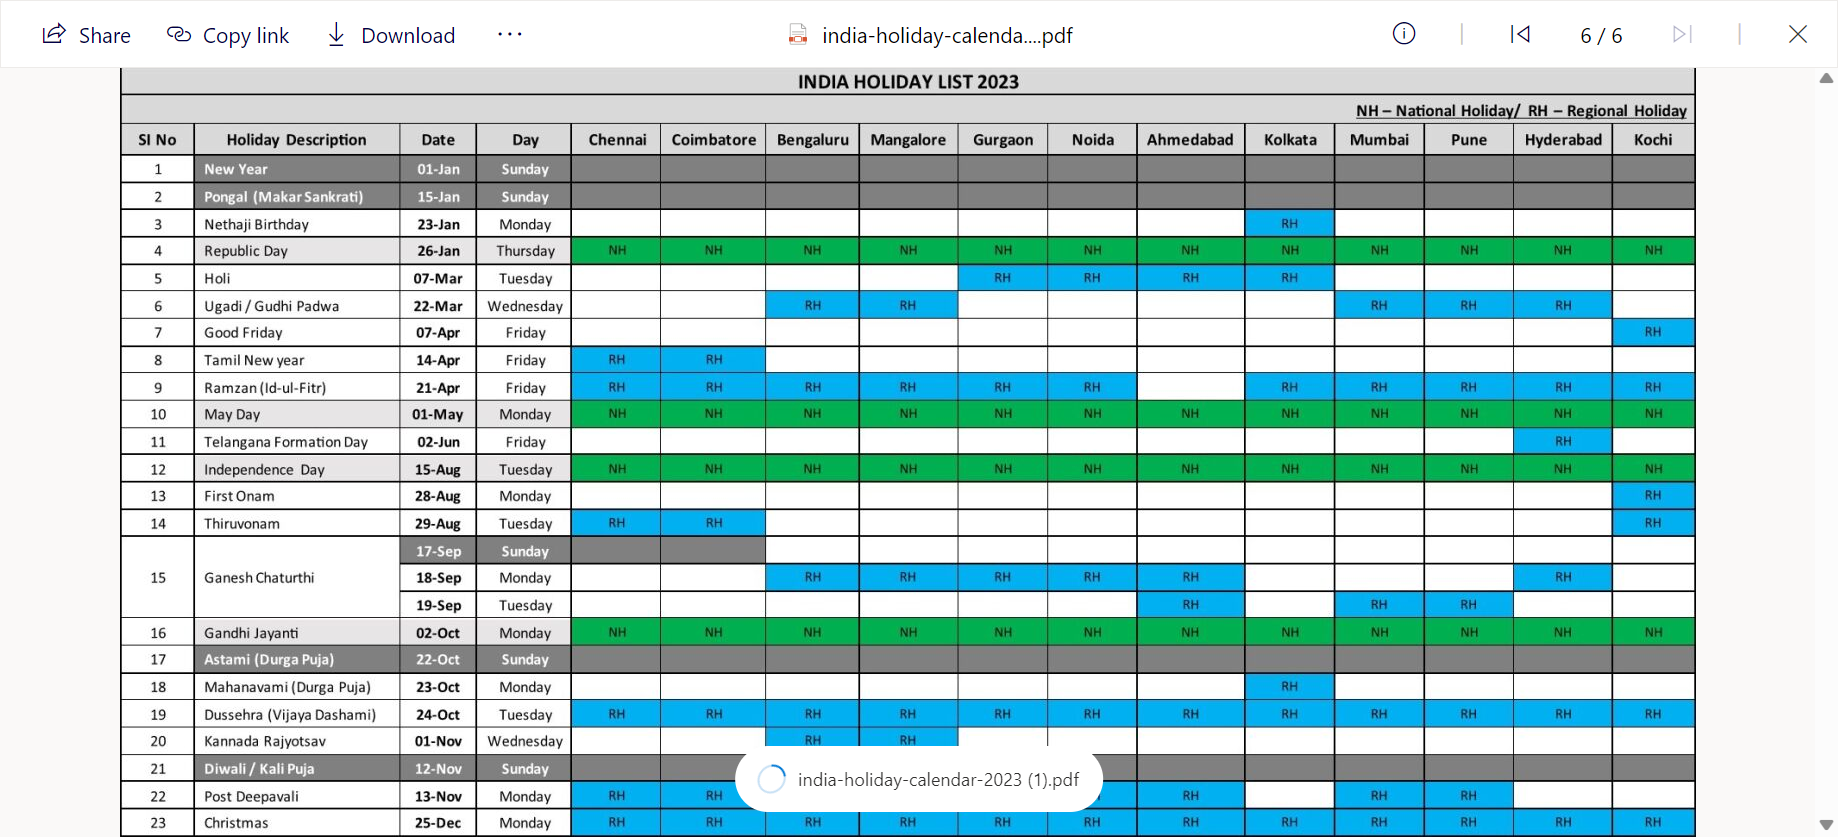 Share Copy link Download ··· india-holiday-calenda....pdf 6 / 6
INDIA HOLIDAY LIST 2023
NH – National Holiday/ RH – Regional Holiday
SI No Holiday Description Date Day Chennai Coimbatore Bengaluru Mangalore Gurgaon Noida Ahmedabad Kolkata Mumbai Pune Hyderabad Kochi
1 New Year 01-Jan Sunday
2 Pongal (Makar Sankrati) 15-Jan Sunday
3 Nethaji Birthday 23-Jan Monday RH
4 Republic Day 26-Jan Thursday NH NH NH NH NH NH NH NH NH NH NH NH
5 Holi 07-Mar Tuesday RH RH RH RH
6 Ugadi / Gudhi Padwa 22-Mar Wednesday RH RH RH RH RH
7 Good Friday 07-Apr Friday RH
8 Tamil New year 14-Apr Friday RH RH
9 Ramzan (Id-ul-Fitr) 21-Apr Friday RH RH RH RH RH RH RH RH RH RH RH
10 May Day 01-May Monday NH NH NH NH NH NH NH NH NH NH NH NH
11 Telangana Formation Day 02-Jun Friday RH
12 Independence Day 15-Aug Tuesday NH NH NH NH NH NH NH NH NH NH NH NH
13 First Onam 28-Aug Monday RH
14 Thiruvonam 29-Aug Tuesday RH RH RH
17-Sep Sunday
15 Ganesh Chaturthi 18-Sep Monday RH RH RH RH RH RH
19-Sep Tuesday RH RH RH
16 Gandhi Jayanti 02-Oct Monday NH NH NH NH NH NH NH NH NH NH NH NH
17 Astami (Durga Puja) 22-Oct Sunday
18 Mahanavami (Durga Puja) 23-Oct Monday RH
19 Dussehra (Vijaya Dashami) 24-Oct Tuesday RH RH RH RH RH RH RH RH RH RH RH RH
20 Kannada Rajyotsav 01-Nov Wednesday RH RH
21 Diwali / Kali Puja 12-Nov Sunday
india-holiday-calendar-2023 (1).pdf
22 Post Deepavali 13-Nov Monday RH RH RH RH RH
23 Christmas 25-Dec Monday RH RH RH RH RH RH RH RH RH RH RH RH